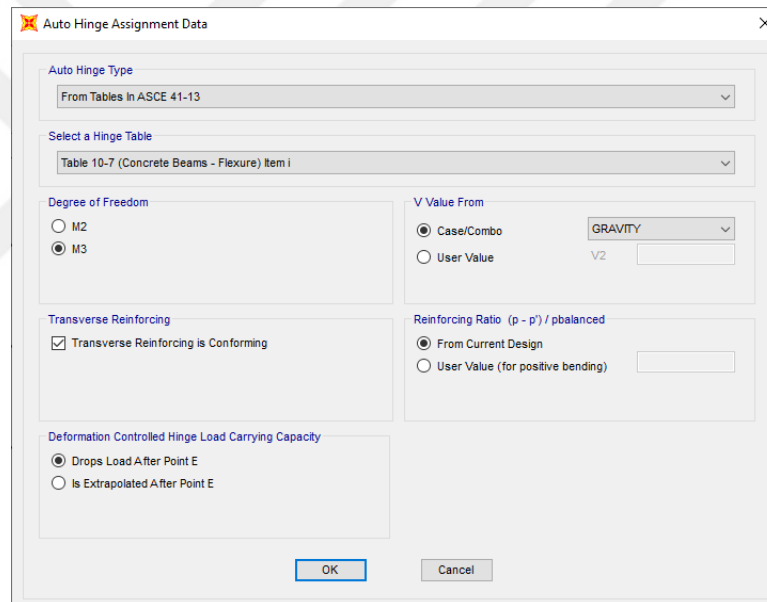 Auto Hinge Assignment Data
Auto Hinge Type
From Tables In ASCE 41-13
Select a Hinge Table
Table 10-7 (Concrete Beams - Flexure) Item i
Degree of Freedom
M2
M3
V Value From
Case/Combo
GRAVITY
User Value
V2
Transverse Reinforcing
Transverse Reinforcing is Conforming
Reinforcing Ratio (p - p') / pbalanced
From Current Design
User Value (for positive bending)
Deformation Controlled Hinge Load Carrying Capacity
Drops Load After Point E
Is Extrapolated After Point E
OK
Cancel